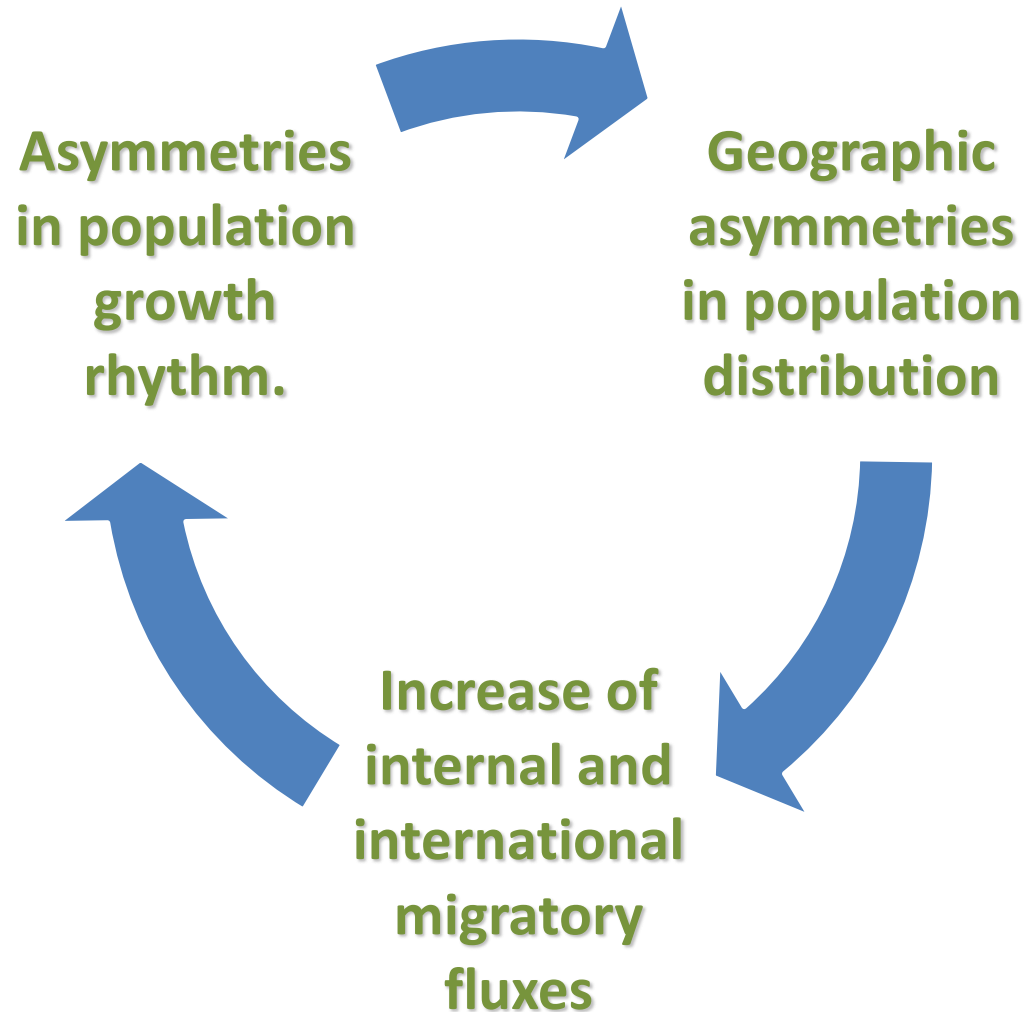 Asymmetries
in population
growth
rhythm.
Geographic
asymmetries
in population
distribution
Increase of
internal and
international
migratory
fluxes